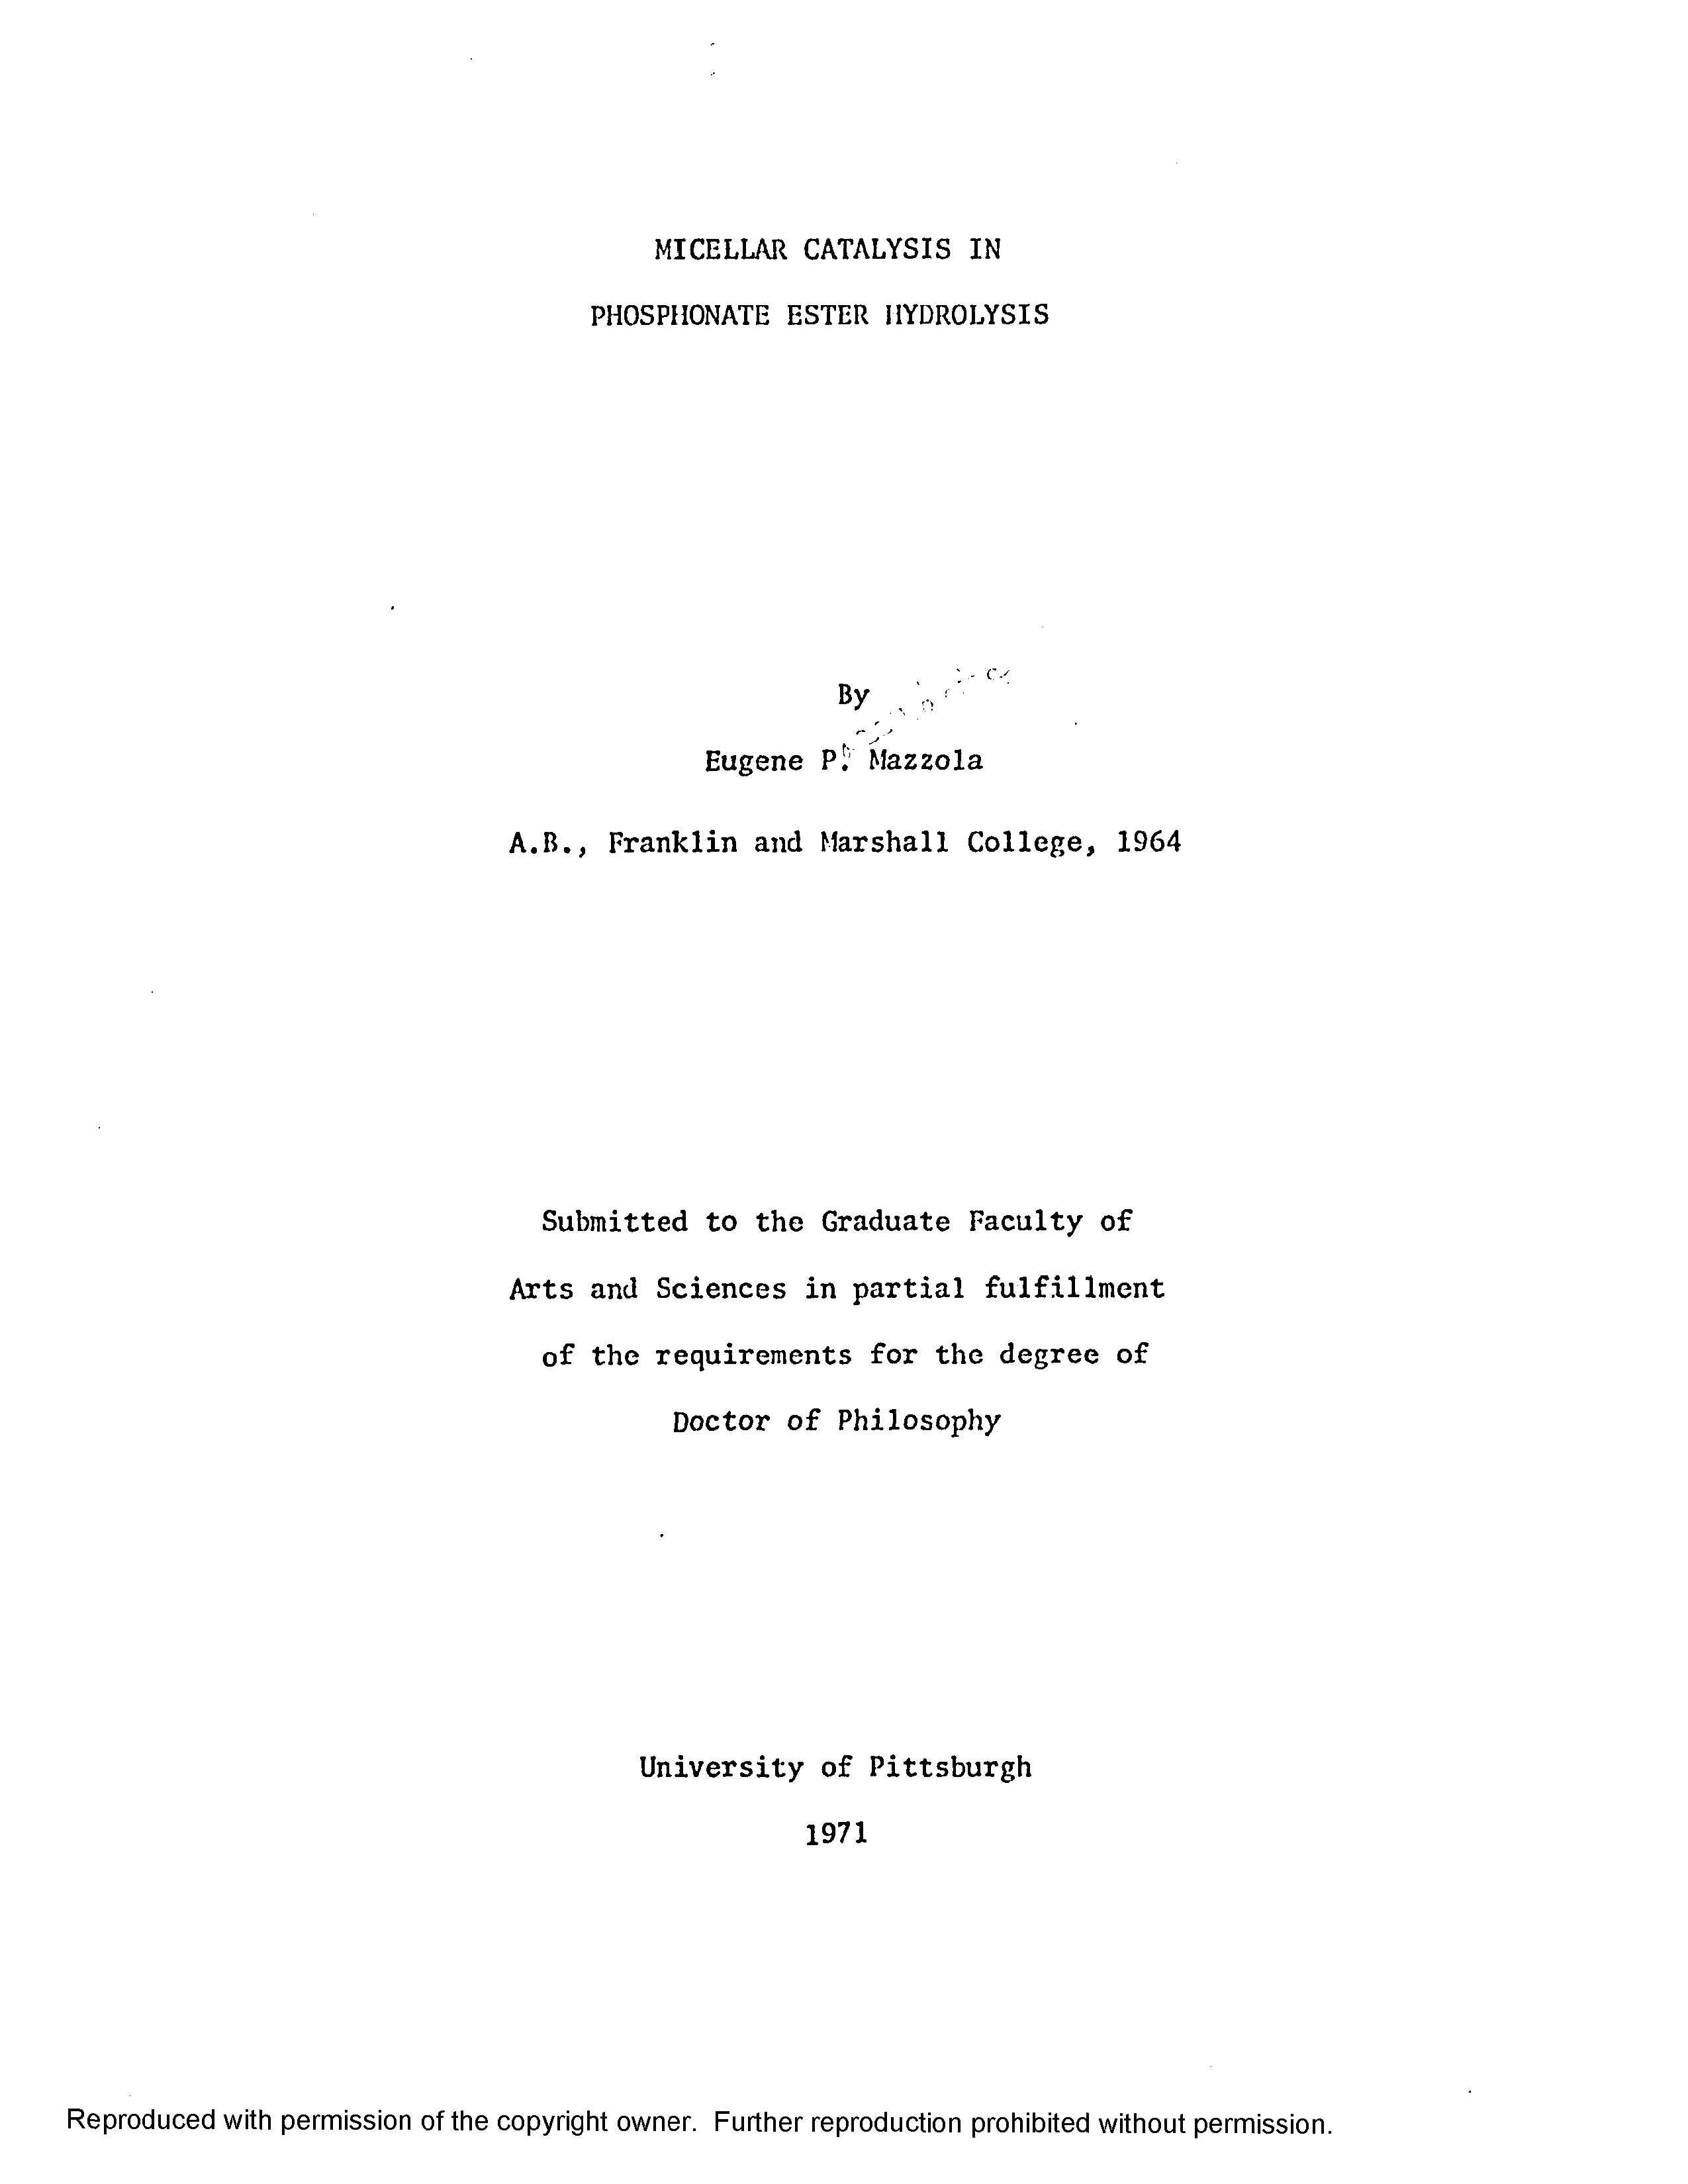 MICELLAR CATALYSIS IN
PHOSPHONATE ESTER HYDROLYSIS
By
Eugene P. Mazzola
A.B., Franklin and Marshall College, 1964
Submitted to the Graduate Faculty of
Arts and Sciences in partial fulfillment
of the requirements for the degree of
Doctor of Philosophy
University of Pittsburgh
1971
Reproduced with permission of the copyright owner. Further reproduction prohibited without permission.